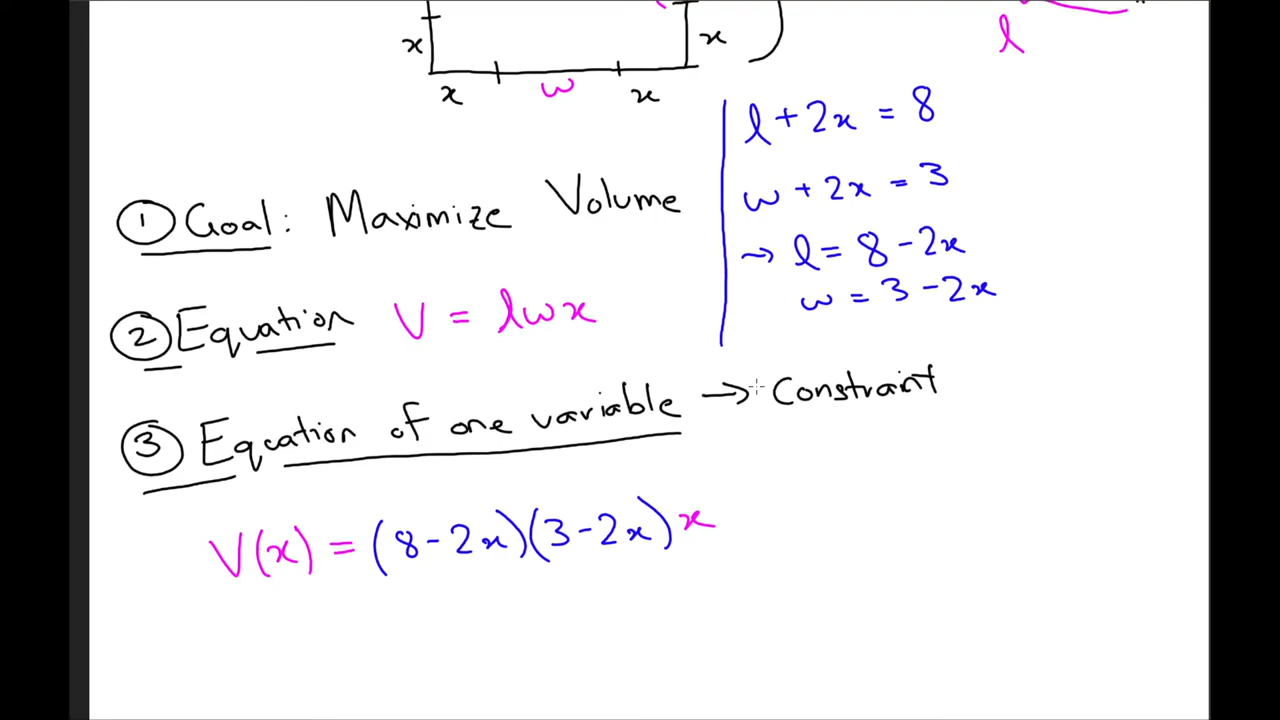 x x
x w x
l
l + 2x = 8
w + 2x = 3
① Goal: Maximize Volume
→ l = 8 - 2x
w = 3 - 2x
② Equation V = lwx
③ Equation of one variable → Constraint
V(x) = (8-2x)(3-2x)x